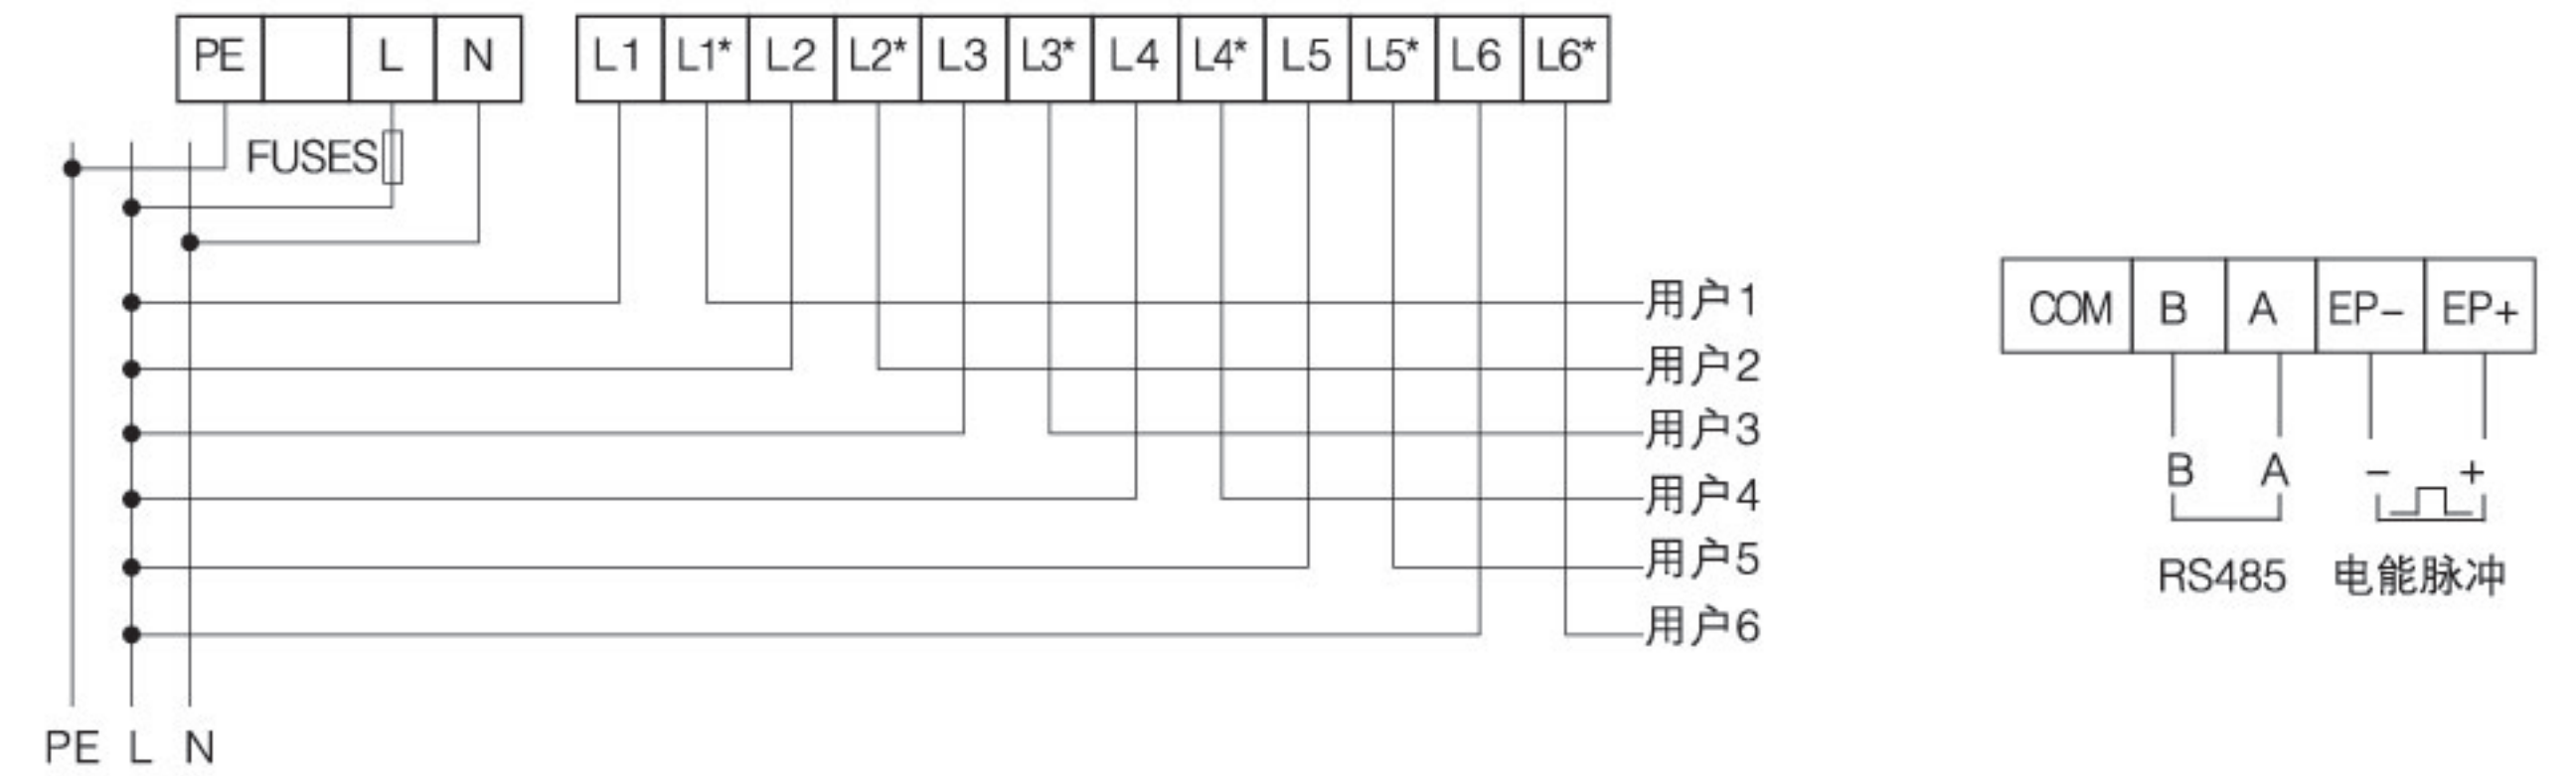 PE L N L1 L1* L2 L2* L3 L3* L4 L4* L5 L5* L6 L6*
FUSES
用户1
用户2
用户3
用户4
用户5
用户6
PE L N
COM B A EP− EP+
B A − +
RS485 电能脉冲